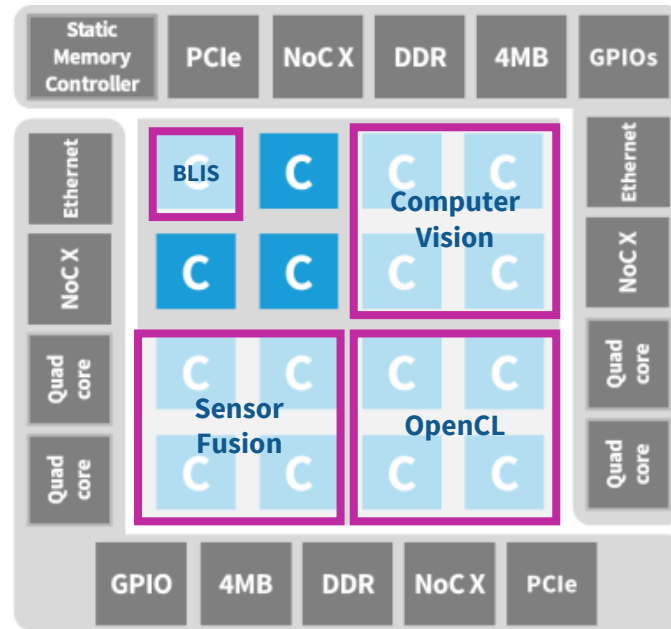 Static
Memory
Controller
PCIe
NoC X
DDR
4MB
GPIOs
Ethernet
NoC X
Quad
core
Quad
core
C
BLIS
C
C
C
C
C
Computer
Vision
C
C
C
C
C
C
Sensor
Fusion
C
C
C
C
OpenCL
C
C
Ethernet
NoC X
Quad
core
Quad
core
GPIO
4MB
DDR
NoC X
PCIe